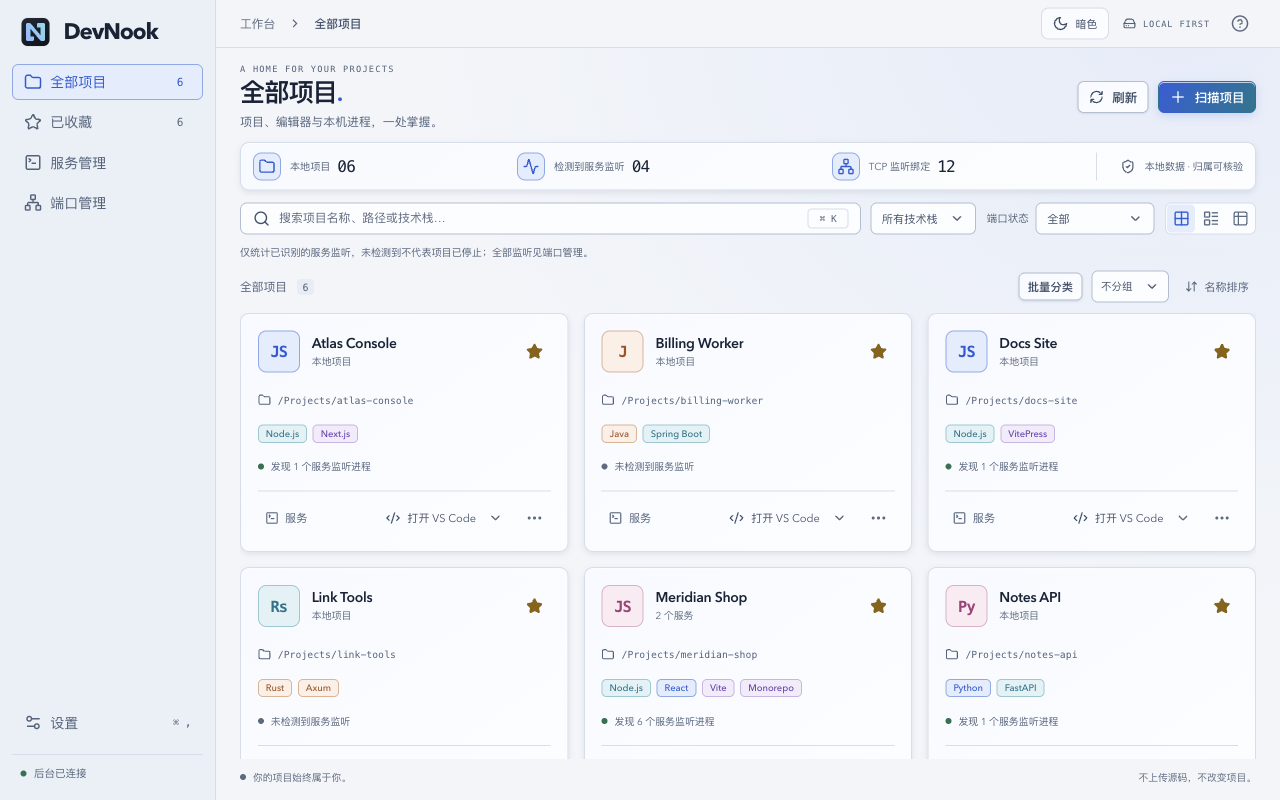 DevNook
工作台 > 全部项目
暗色
LOCAL FIRST
全部项目 6
已收藏 6
服务管理
端口管理
A HOME FOR YOUR PROJECTS
全部项目.
项目、编辑器与本机进程，一处掌握。
刷新
扫描项目
本地项目 06
检测到服务监听 04
TCP 监听绑定 12
本地数据 · 归属可核验
搜索项目名称、路径或技术栈...
⌘ K
所有技术栈
端口状态
全部
仅统计已识别的服务监听，未检测到不代表项目已停止；全部监听见端口管理。
全部项目 6
批量分类
不分组
名称排序
JS
Atlas Console
本地项目
/Projects/atlas-console
Node.js Next.js
发现 1 个服务监听进程
服务
打开 VS Code
J
Billing Worker
本地项目
/Projects/billing-worker
Java Spring Boot
未检测到服务监听
服务
打开 VS Code
JS
Docs Site
本地项目
/Projects/docs-site
Node.js VitePress
发现 1 个服务监听进程
服务
打开 VS Code
Rs
Link Tools
本地项目
/Projects/link-tools
Rust Axum
未检测到服务监听
JS
Meridian Shop
2 个服务
/Projects/meridian-shop
Node.js React Vite Monorepo
发现 6 个服务监听进程
Py
Notes API
本地项目
/Projects/notes-api
Python FastAPI
发现 1 个服务监听进程
设置 ⌘ ,
后台已连接
你的项目始终属于你。
不上传源码，不改变项目。